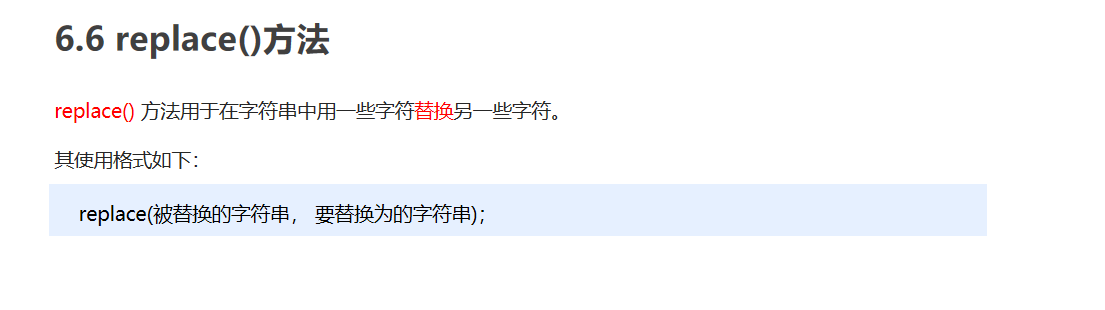 6.6 replace()方法
replace() 方法用于在字符串中用一些字符替换另一些字符。
其使用格式如下：
replace(被替换的字符串， 要替换为的字符串)；